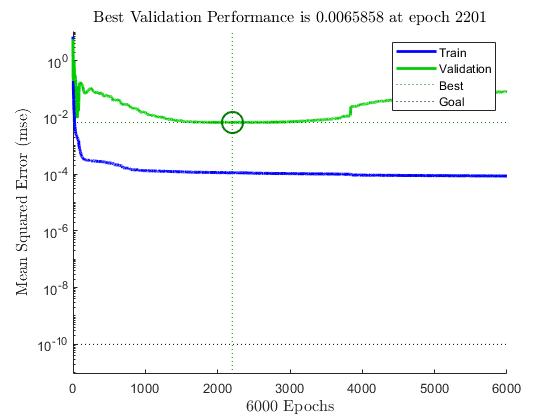 Best Validation Performance is 0.0065858 at epoch 2201
Mean Squared Error (mse)
10^0
10^-2
10^-4
10^-6
10^-8
10^-10
Train
Validation
Best
Goal
0 1000 2000 3000 4000 5000 6000
6000 Epochs